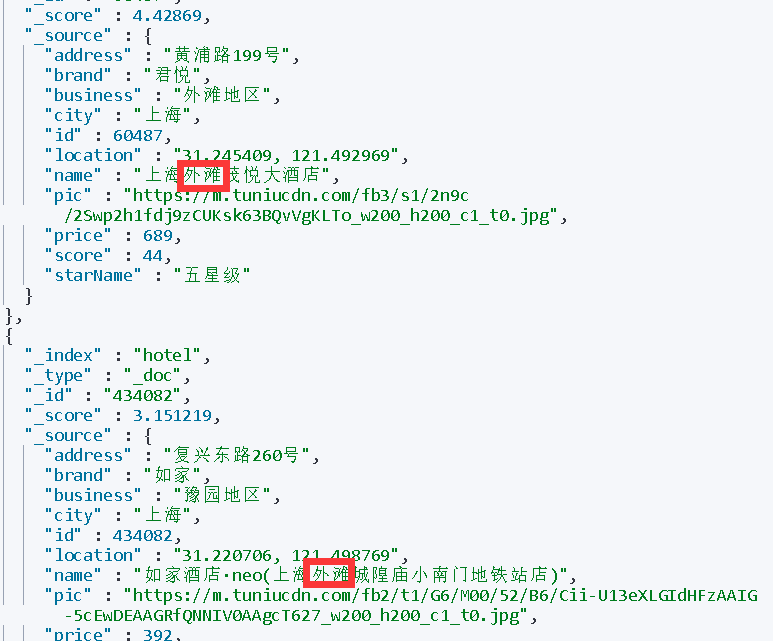 "_score" : 4.42869,
"_source" : {
"address" : "黄浦路199号",
"brand" : "君悦",
"business" : "外滩地区",
"city" : "上海",
"id" : 60487,
"location" : "31.245409, 121.492969",
"name" : "上海外滩茂悦大酒店",
"pic" : "https://m.tuniucdn.com/fb3/s1/2n9c
/2Swp2h1fdj9zCUKsk63BQvVgKLTo_w200_h200_c1_t0.jpg",
"price" : 689,
"score" : 44,
"starName" : "五星级"
}
},
{
"_index" : "hotel",
"_type" : "_doc",
"_id" : "434082",
"_score" : 3.151219,
"_source" : {
"address" : "复兴东路260号",
"brand" : "如家",
"business" : "豫园地区",
"city" : "上海",
"id" : 434082,
"location" : "31.220706, 121.498769",
"name" : "如家酒店·neo(上海外滩城隍庙小南门地铁站店)",
"pic" : "https://m.tuniucdn.com/fb2/t1/G6/M00/52/B6/Cii-U13eXLGIdHFzAAIG
-5cEwDEAAGRfQNNIV0AAgcT627_w200_h200_c1_t0.jpg",
"price" : 392,